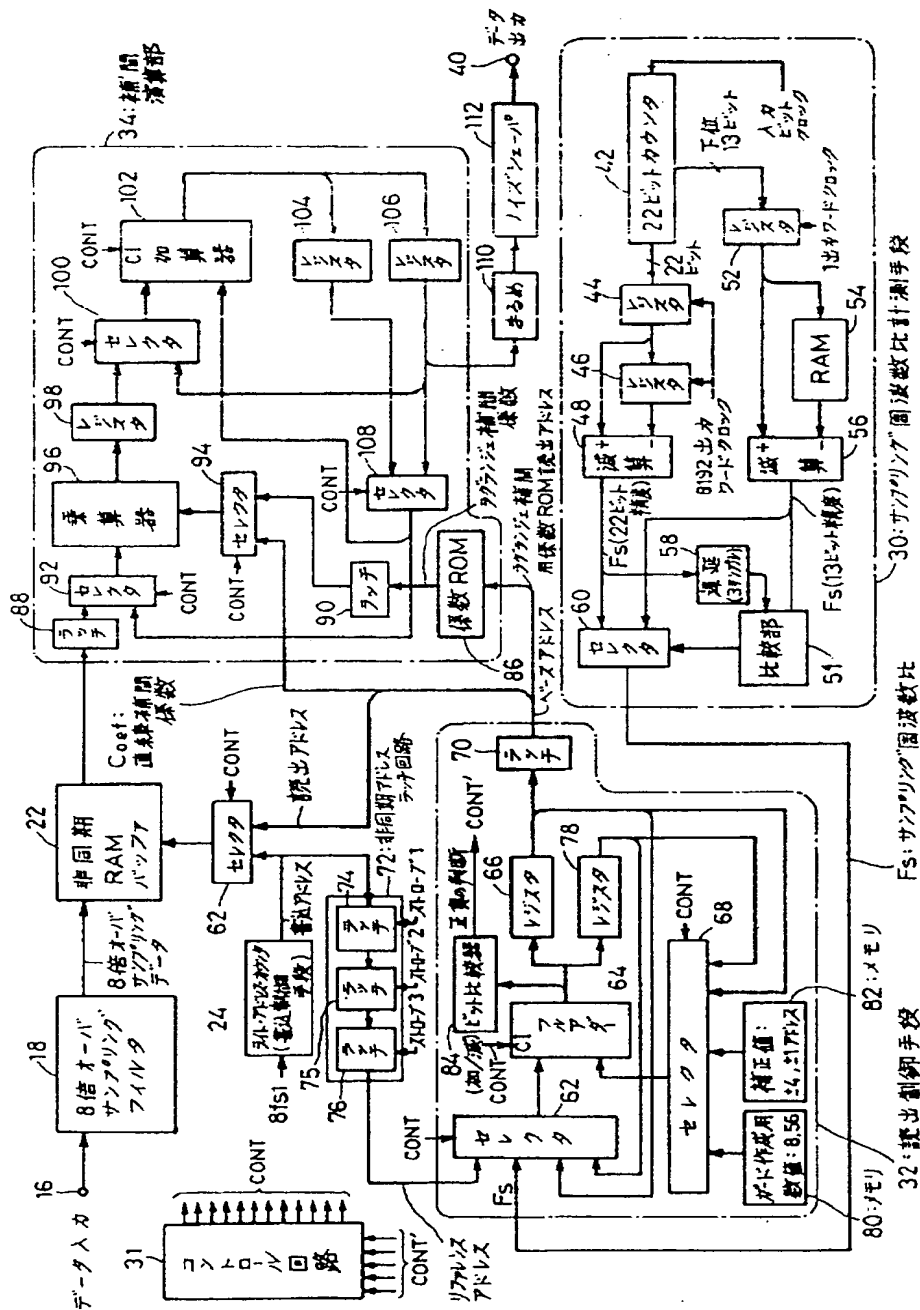 データ入力
16
18
8倍オーバ
サンプリング
フィルタ
8倍オーバ
サンプリング
データ
22
非同期
RAM
バッファ
31
コントロール
回路
CONT
CONT'
24
ライト・アドレス・カウンタ
(書込制御
手段)
8fs1
書込アドレス
62
セレクタ
CONT
読出アドレス
Coef:
直線補間
係数
72:非同期アドレス
ラッチ回路
74
ラッチ
75
ラッチ
76
ラッチ
ストローブ1
ストローブ2
ストローブ3
リファレンス
アドレス
34:補間
演算部
88
ラッチ
92
セレクタ
CONT
96
乗算器
98
レジスタ
94
セレクタ
CONT
90
ラッチ
100
セレクタ
CONT
102
CI
加算器
CONT
104
レジスタ
106
レジスタ
108
セレクタ
CONT
86
係数ROM
ラグランジェ補間
係数
ラグランジェ補間
用係数ROM読出アドレス
ベースアドレス
110
まるめ
112
ノイズシェーパ
40
データ
出力
32:読出制御手段
62
セレクタ
CONT
Fs
64
CI
フルアダー
CONT
(加/減)
84
ビット比較器
正負の判断
CONT'
66
レジスタ
78
レジスタ
70
ラッチ
68
セレクタ
CONT
80:メモリ
ガード作成用
数値:8,56
82:メモリ
補正値:
±4,±1アドレス
Fs:サンプリング周波数比
30:サンプリング周波数比計測手段
42
22ビットカウンタ
入力
ビット
クロック
下位
13ビット
22
ビット
44
レジスタ
46
レジスタ
8192出力
ワードクロック
48
減算
+
-
52
レジスタ
1出力ワードクロック
54
RAM
56
減算
+
-
Fs(22ビット
精度)
Fs(13ビット精度)
58
遅延
60
セレクタ
51
比較部